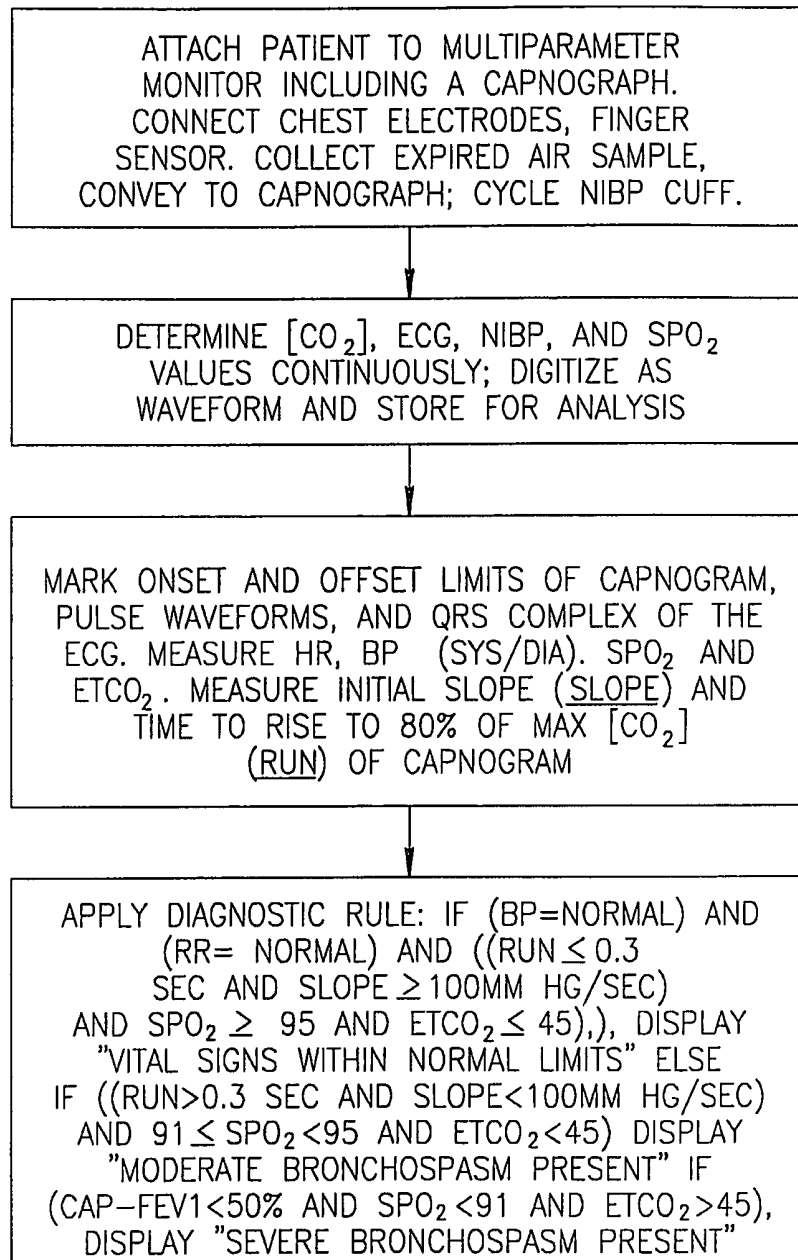 ATTACH PATIENT TO MULTIPARAMETER
MONITOR INCLUDING A CAPNOGRAPH.
CONNECT CHEST ELECTRODES, FINGER
SENSOR. COLLECT EXPIRED AIR SAMPLE,
CONVEY TO CAPNOGRAPH; CYCLE NIBP CUFF.
DETERMINE [CO₂], ECG, NIBP, AND SPO₂
VALUES CONTINUOUSLY; DIGITIZE AS
WAVEFORM AND STORE FOR ANALYSIS
MARK ONSET AND OFFSET LIMITS OF CAPNOGRAM,
PULSE WAVEFORMS, AND QRS COMPLEX OF THE
ECG. MEASURE HR, BP (SYS/DIA). SPO₂ AND
ETCO₂. MEASURE INITIAL SLOPE (SLOPE) AND
TIME TO RISE TO 80% OF MAX [CO₂]
(RUN) OF CAPNOGRAM
APPLY DIAGNOSTIC RULE: IF (BP=NORMAL) AND
(RR= NORMAL) AND ((RUN ≤ 0.3
SEC AND SLOPE ≥ 100MM HG/SEC)
AND SPO₂ ≥ 95 AND ETCO₂ ≤ 45),), DISPLAY
"VITAL SIGNS WITHIN NORMAL LIMITS" ELSE
IF ((RUN>0.3 SEC AND SLOPE<100MM HG/SEC)
AND 91 ≤ SPO₂<95 AND ETCO₂<45) DISPLAY
"MODERATE BRONCHOSPASM PRESENT" IF
(CAP-FEV1<50% AND SPO₂<91 AND ETCO₂>45),
DISPLAY "SEVERE BRONCHOSPASM PRESENT"